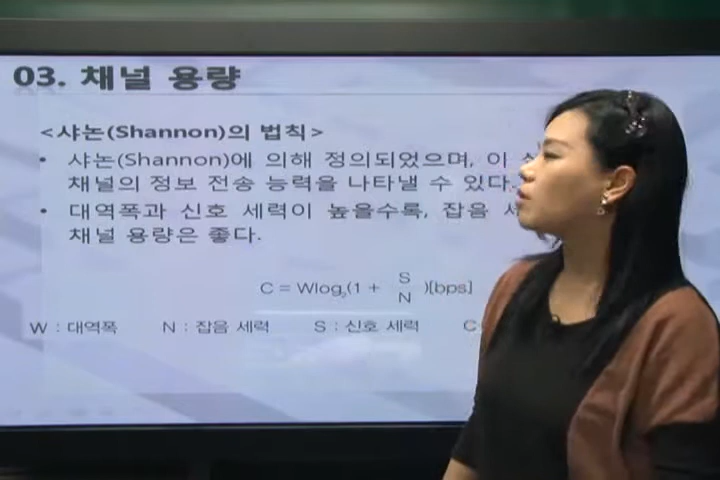 03. 채널 용량
<샤논(Shannon)의 법칙>
• 샤논(Shannon)에 의해 정의되었으며, 이
채널의 정보 전송 능력을 나타낼 수 있다.
• 대역폭과 신호 세력이 높을수록, 잡음
채널 용량은 좋다.
C = Wlog₂(1 + S/N)[bps]
W : 대역폭 N : 잡음 세력 S : 신호 세력 C